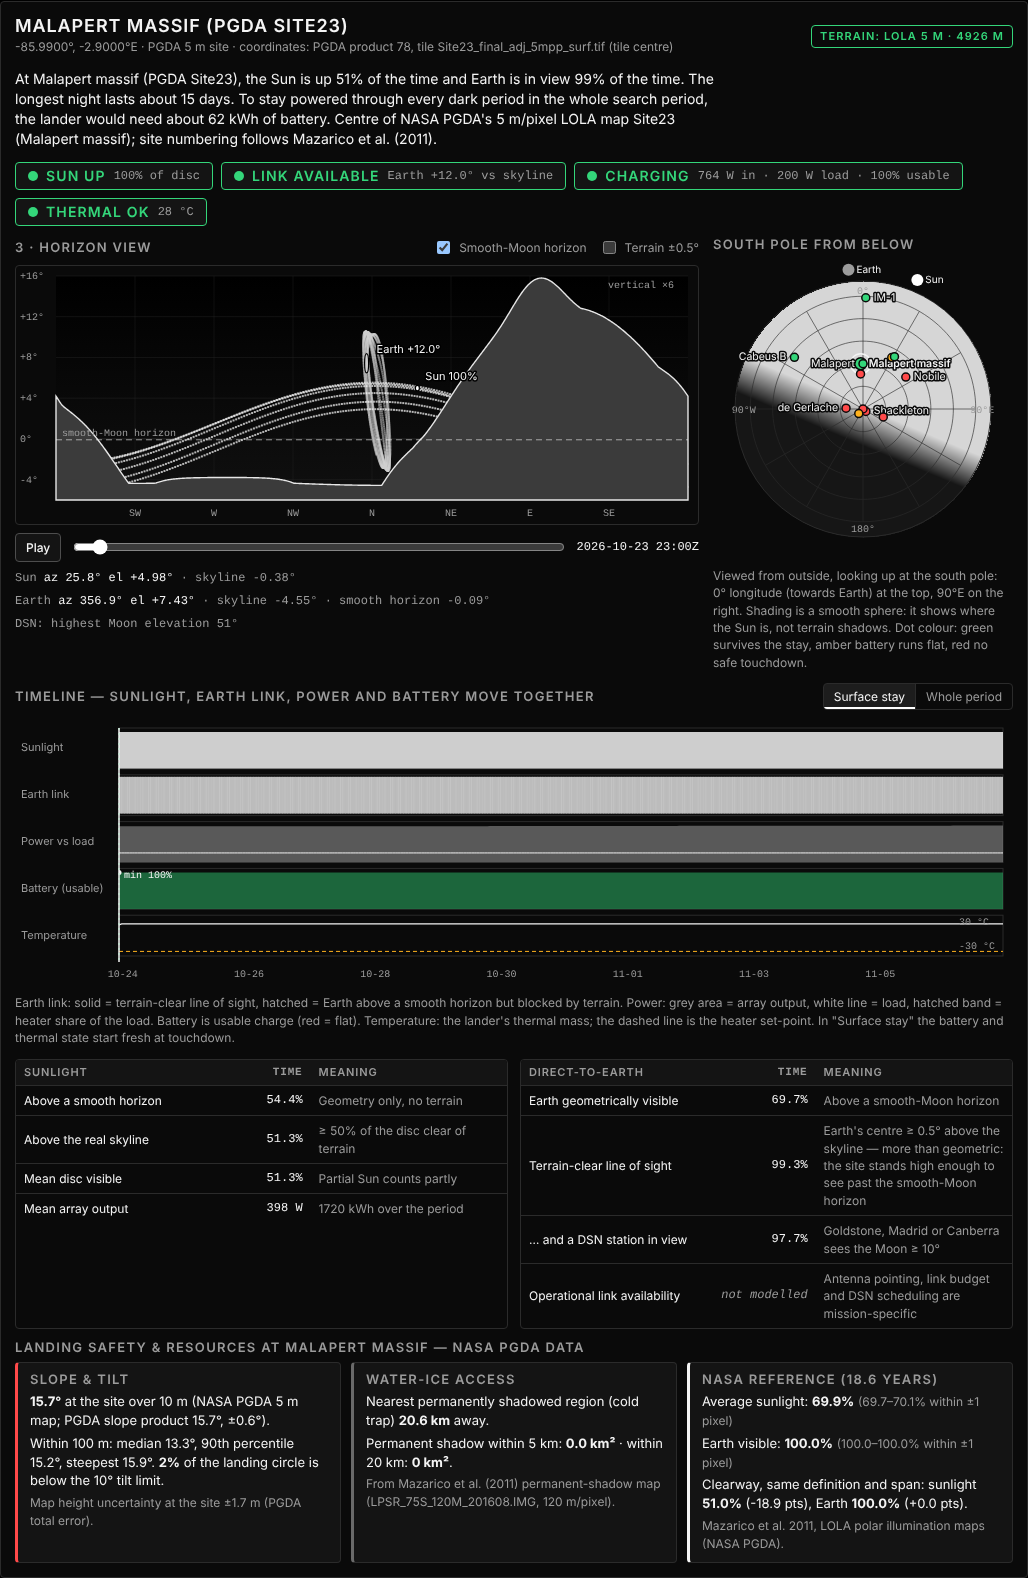 MALAPERT MASSIF (PGDA SITE23)
-85.9900°, -2.9000°E · PGDA 5 m site · coordinates: PGDA product 78, tile Site23_final_adj_5mpp_surf.tif (tile centre)
TERRAIN: LOLA 5 M · 4926 M
At Malapert massif (PGDA Site23), the Sun is up 51% of the time and Earth is in view 99% of the time. The
longest night lasts about 15 days. To stay powered through every dark period in the whole search period,
the lander would need about 62 kWh of battery. Centre of NASA PGDA's 5 m/pixel LOLA map Site23
(Malapert massif); site numbering follows Mazarico et al. (2011).
SUN UP 100% of disc
LINK AVAILABLE Earth +12.0° vs skyline
CHARGING 764 W in · 200 W load · 100% usable
THERMAL OK 28 °C
3 · HORIZON VIEW
Smooth-Moon horizon
Terrain ±0.5°
+16°
vertical ×6
+12°
+8°
+4°
0°
-4°
Earth +12.0°
Sun 100%
smooth-Moon horizon
SW
W
NW
N
NE
E
SE
Play
2026-10-23 23:00Z
Sun az 25.8° el +4.98° · skyline -0.38°
Earth az 356.9° el +7.43° · skyline -4.55° · smooth horizon -0.09°
DSN: highest Moon elevation 51°
SOUTH POLE FROM BELOW
Earth
Sun
0°
IM-1
Cabeus B
Malapert
Malapert massif
Nobile
90°W
de Gerlache
Shackleton
90°E
180°
Viewed from outside, looking up at the south pole:
0° longitude (towards Earth) at the top, 90°E on the
right. Shading is a smooth sphere: it shows where
the Sun is, not terrain shadows. Dot colour: green
survives the stay, amber battery runs flat, red no
safe touchdown.
TIMELINE — SUNLIGHT, EARTH LINK, POWER AND BATTERY MOVE TOGETHER
Surface stay
Whole period
Sunlight
Earth link
Power vs load
Battery (usable)
min 100%
Temperature
30 °C
-30 °C
10-24
10-26
10-28
10-30
11-01
11-03
11-05
Earth link: solid = terrain-clear line of sight, hatched = Earth above a smooth horizon but blocked by terrain. Power: grey area = array output, white line = load, hatched band =
heater share of the load. Battery is usable charge (red = flat). Temperature: the lander's thermal mass; the dashed line is the heater set-point. In "Surface stay" the battery and
thermal state start fresh at touchdown.
SUNLIGHT TIME MEANING
Above a smooth horizon 54.4% Geometry only, no terrain
Above the real skyline 51.3% ≥ 50% of the disc clear of
terrain
Mean disc visible 51.3% Partial Sun counts partly
Mean array output 398 W 1720 kWh over the period
DIRECT-TO-EARTH TIME MEANING
Earth geometrically visible 69.7% Above a smooth-Moon horizon
Terrain-clear line of sight 99.3% Earth's centre ≥ 0.5° above the
skyline — more than geometric:
the site stands high enough to
see past the smooth-Moon
horizon
... and a DSN station in view 97.7% Goldstone, Madrid or Canberra
sees the Moon ≥ 10°
Operational link availability not modelled Antenna pointing, link budget
and DSN scheduling are
mission-specific
LANDING SAFETY & RESOURCES AT MALAPERT MASSIF — NASA PGDA DATA
SLOPE & TILT
15.7° at the site over 10 m (NASA PGDA 5 m
map; PGDA slope product 15.7°, ±0.6°).
Within 100 m: median 13.3°, 90th percentile
15.2°, steepest 15.9°. 2% of the landing circle is
below the 10° tilt limit.
Map height uncertainty at the site ±1.7 m (PGDA
total error).
WATER-ICE ACCESS
Nearest permanently shadowed region (cold
trap) 20.6 km away.
Permanent shadow within 5 km: 0.0 km² · within
20 km: 0 km².
From Mazarico et al. (2011) permanent-shadow map
(LPSR_75S_120M_201608.IMG, 120 m/pixel).
NASA REFERENCE (18.6 YEARS)
Average sunlight: 69.9% (69.7–70.1% within ±1
pixel)
Earth visible: 100.0% (100.0–100.0% within ±1
pixel)
Clearway, same definition and span: sunlight
51.0% (-18.9 pts), Earth 100.0% (+0.0 pts).
Mazarico et al. 2011, LOLA polar illumination maps
(NASA PGDA).